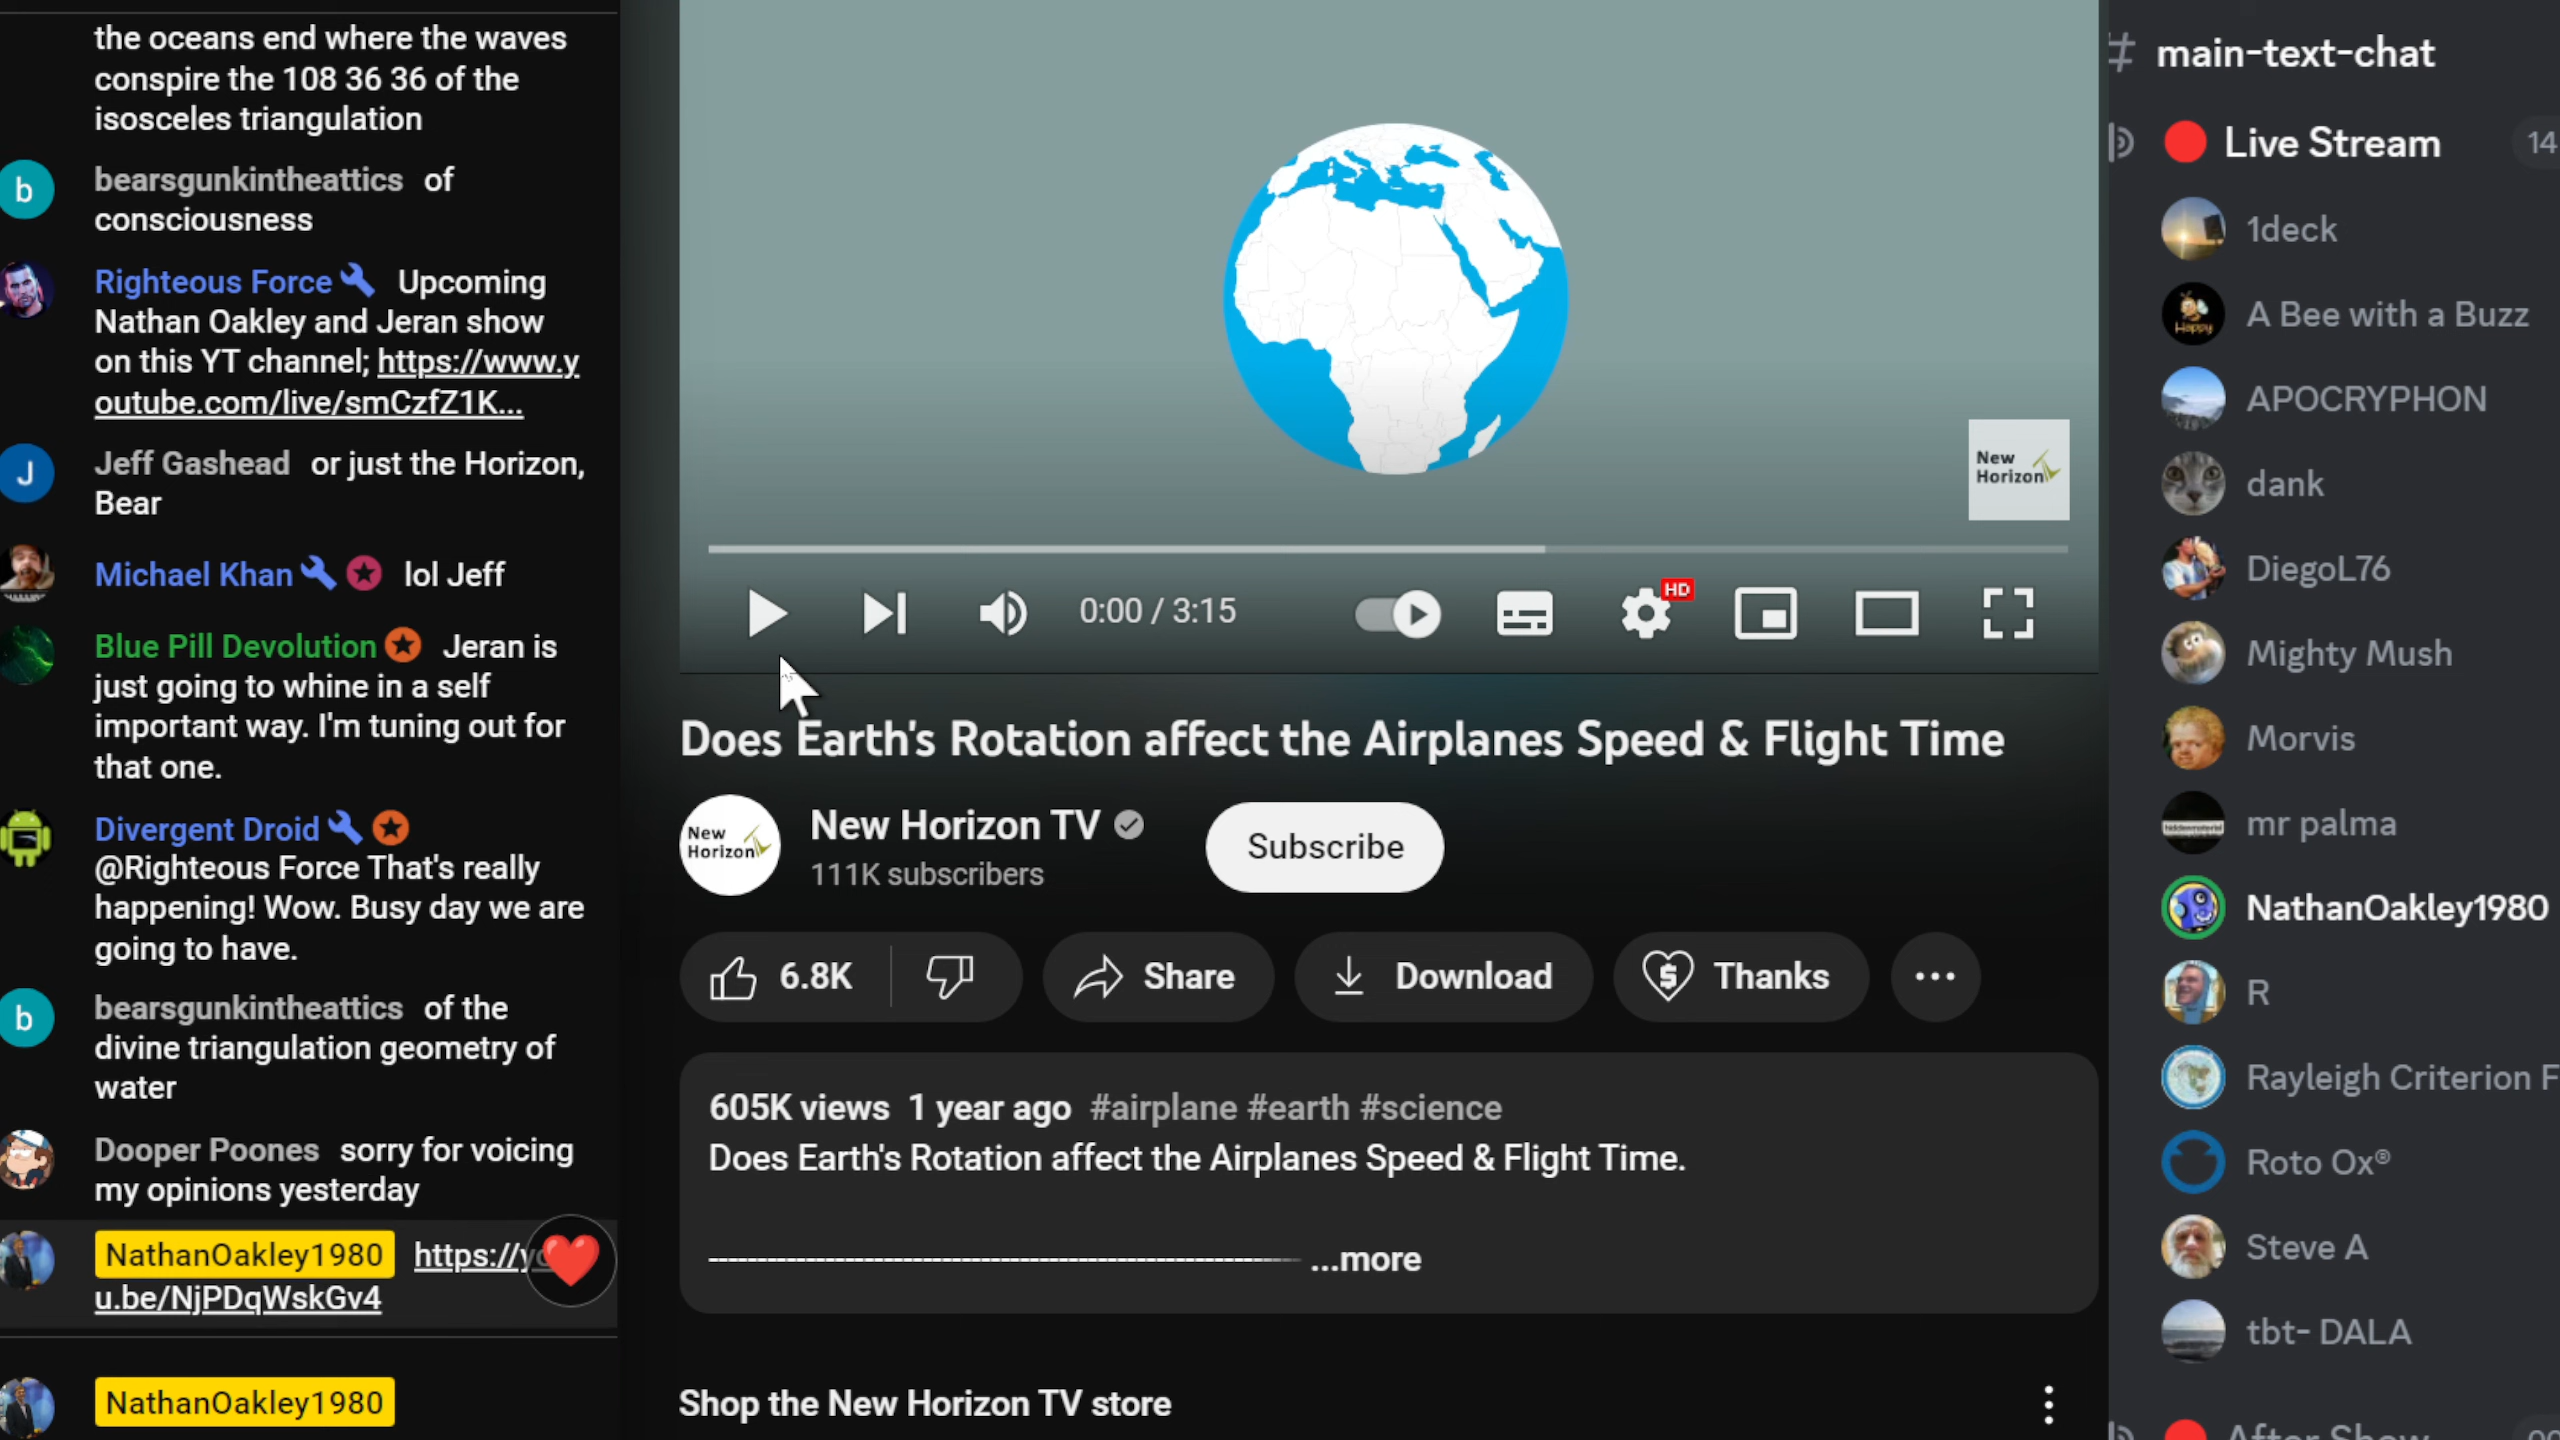 the oceans end where the waves
conspire the 108 36 36 of the
isosceles triangulation
b
bearsgunkintheattics of
consciousness
Righteous Force Upcoming
Nathan Oakley and Jeran show
on this YT channel; https://www.y
outube.com/live/smCzfZ1K...
J
Jeff Gashead or just the Horizon,
Bear
Michael Khan lol Jeff
Blue Pill Devolution Jeran is
just going to whine in a self
important way. I'm tuning out for
that one.
Divergent Droid
@Righteous Force That's really
happening! Wow. Busy day we are
going to have.
b
bearsgunkintheattics of the
divine triangulation geometry of
water
Dooper Poones sorry for voicing
my opinions yesterday
NathanOakley1980 https://y
u.be/NjPDqWskGv4
NathanOakley1980
New
Horizon
0:00 / 3:15
HD
Does Earth's Rotation affect the Airplanes Speed & Flight Time
New
Horizon
New Horizon TV
111K subscribers
Subscribe
6.8K
Share
Download
Thanks
605K views 1 year ago #airplane #earth #science
Does Earth's Rotation affect the Airplanes Speed & Flight Time.
...more
Shop the New Horizon TV store
# main-text-chat
Live Stream 14
1deck
Happy
A Bee with a Buzz
APOCRYPHON
dank
DiegoL76
Mighty Mush
Morvis
mr palma
NathanOakley1980
R
Rayleigh Criterion F
Roto Ox®
Steve A
tbt- DALA
After Show